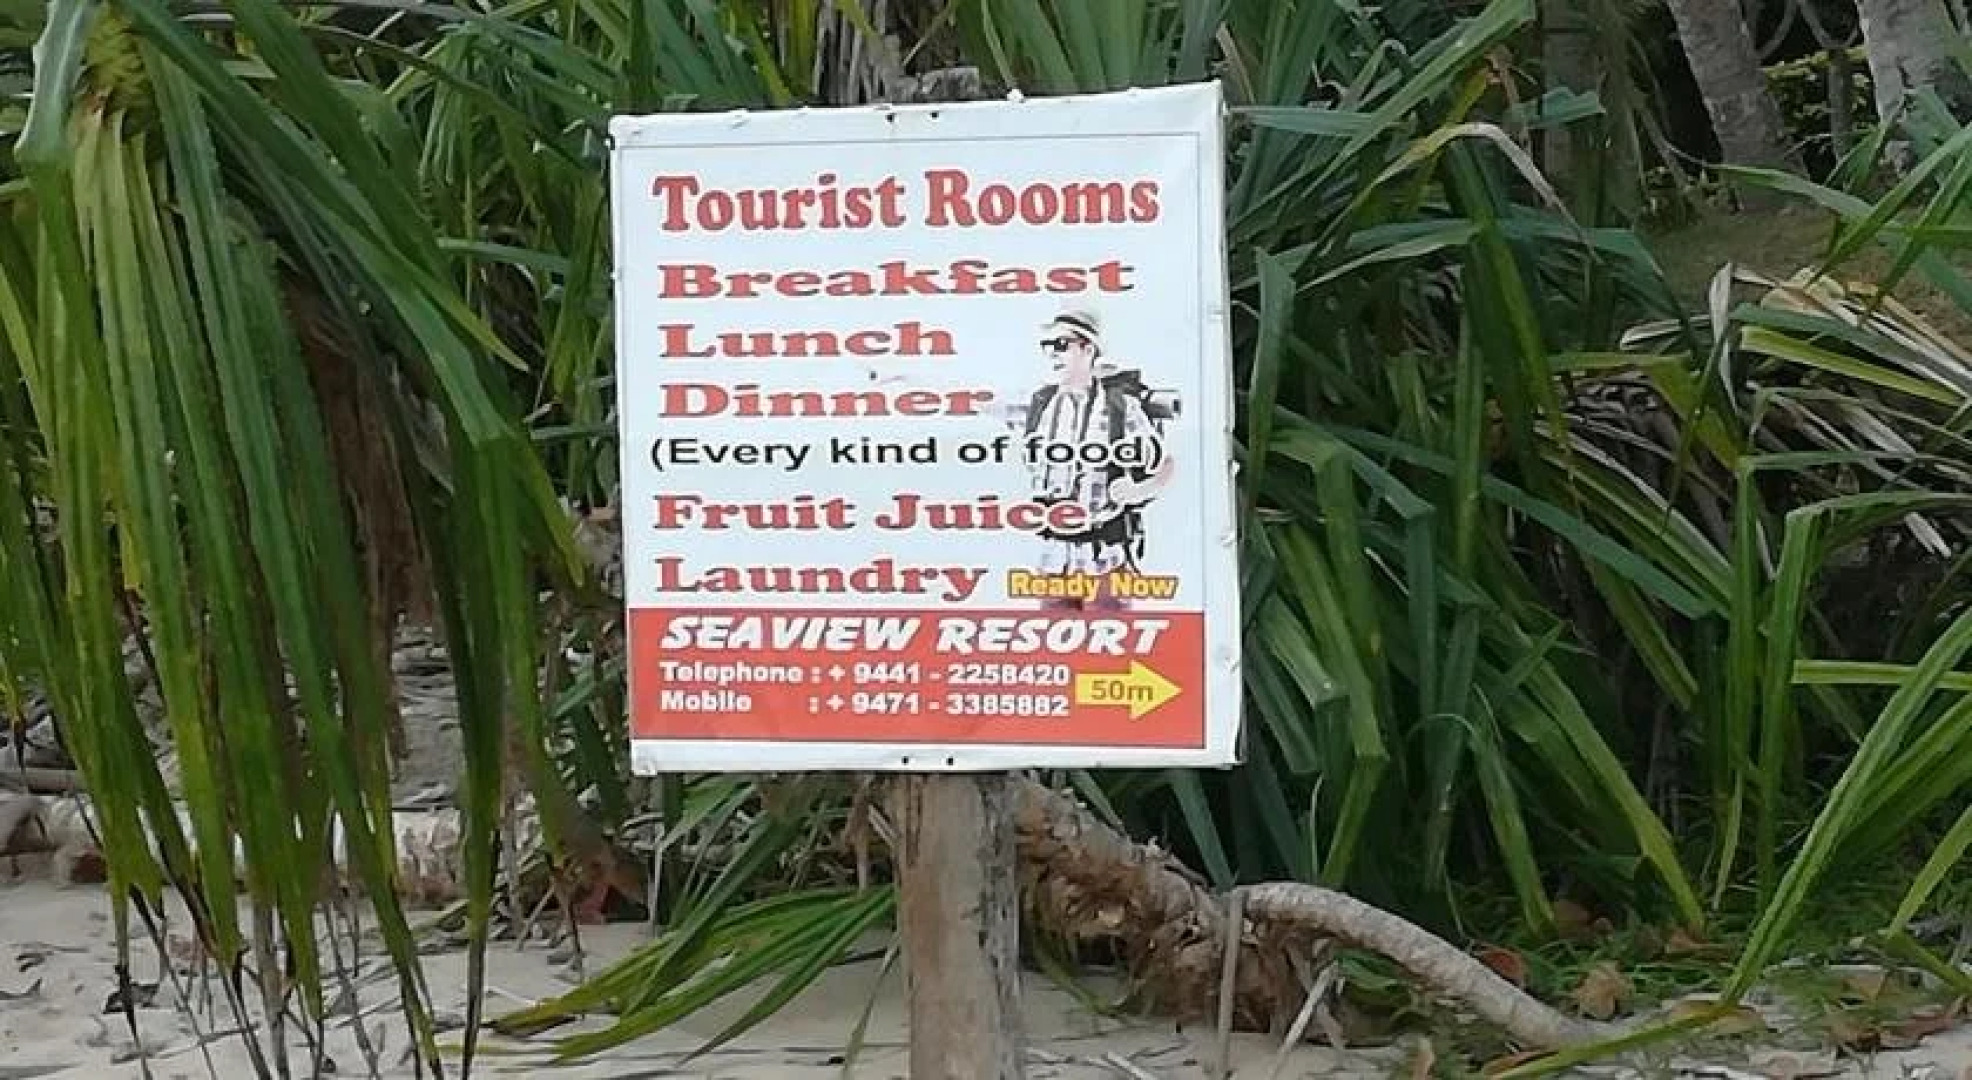 Tourist Rooms
Breakfast
Lunch
Dinner
(Every kind of food)
Fruit Juice
Laundry Ready Now
SEAVIEW RESORT
Telephone : + 9441 - 2258420
Mobile : + 9471 - 3385882
50m